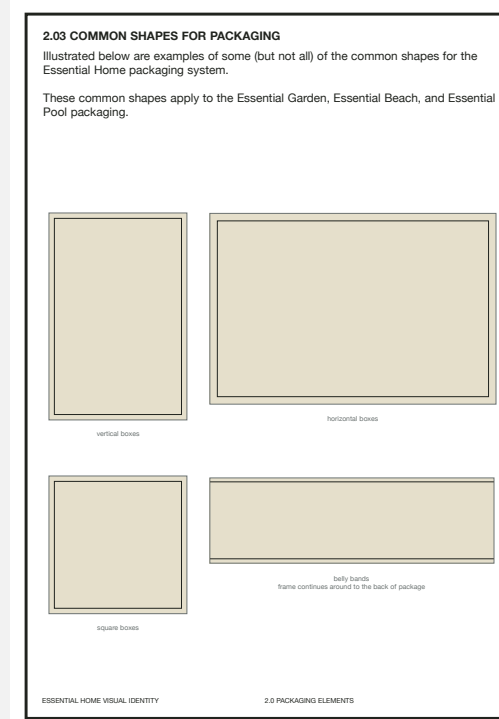 2.03 COMMON SHAPES FOR PACKAGING
Illustrated below are examples of some (but not all) of the common shapes for the
Essential Home packaging system.
These common shapes apply to the Essential Garden, Essential Beach, and Essential
Pool packaging.
vertical boxes
horizontal boxes
square boxes
belly bands
frame continues around to the back of package
ESSENTIAL HOME VISUAL IDENTITY
2.0 PACKAGING ELEMENTS